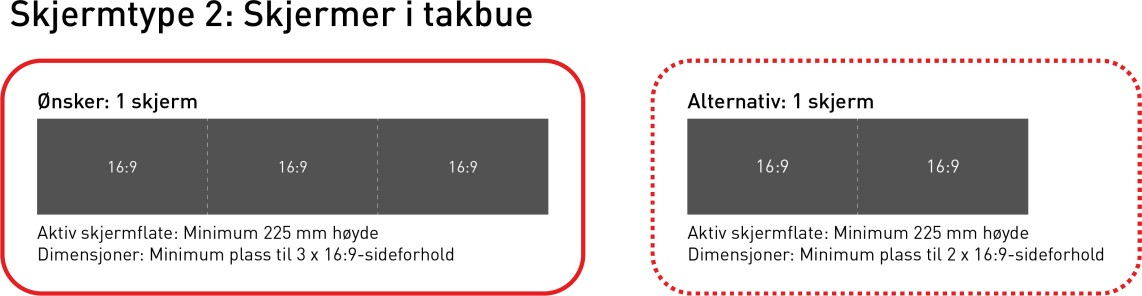 Skjermtype 2: Skjermer i takbue
Ønsker: 1 skjerm
16:9 16:9 16:9
Aktiv skjermflate: Minimum 225 mm høyde
Dimensjoner: Minimum plass til 3 x 16:9-sideforhold
Alternativ: 1 skjerm
16:9 16:9
Aktiv skjermflate: Minimum 225 mm høyde
Dimensjoner: Minimum plass til 2 x 16:9-sideforhold